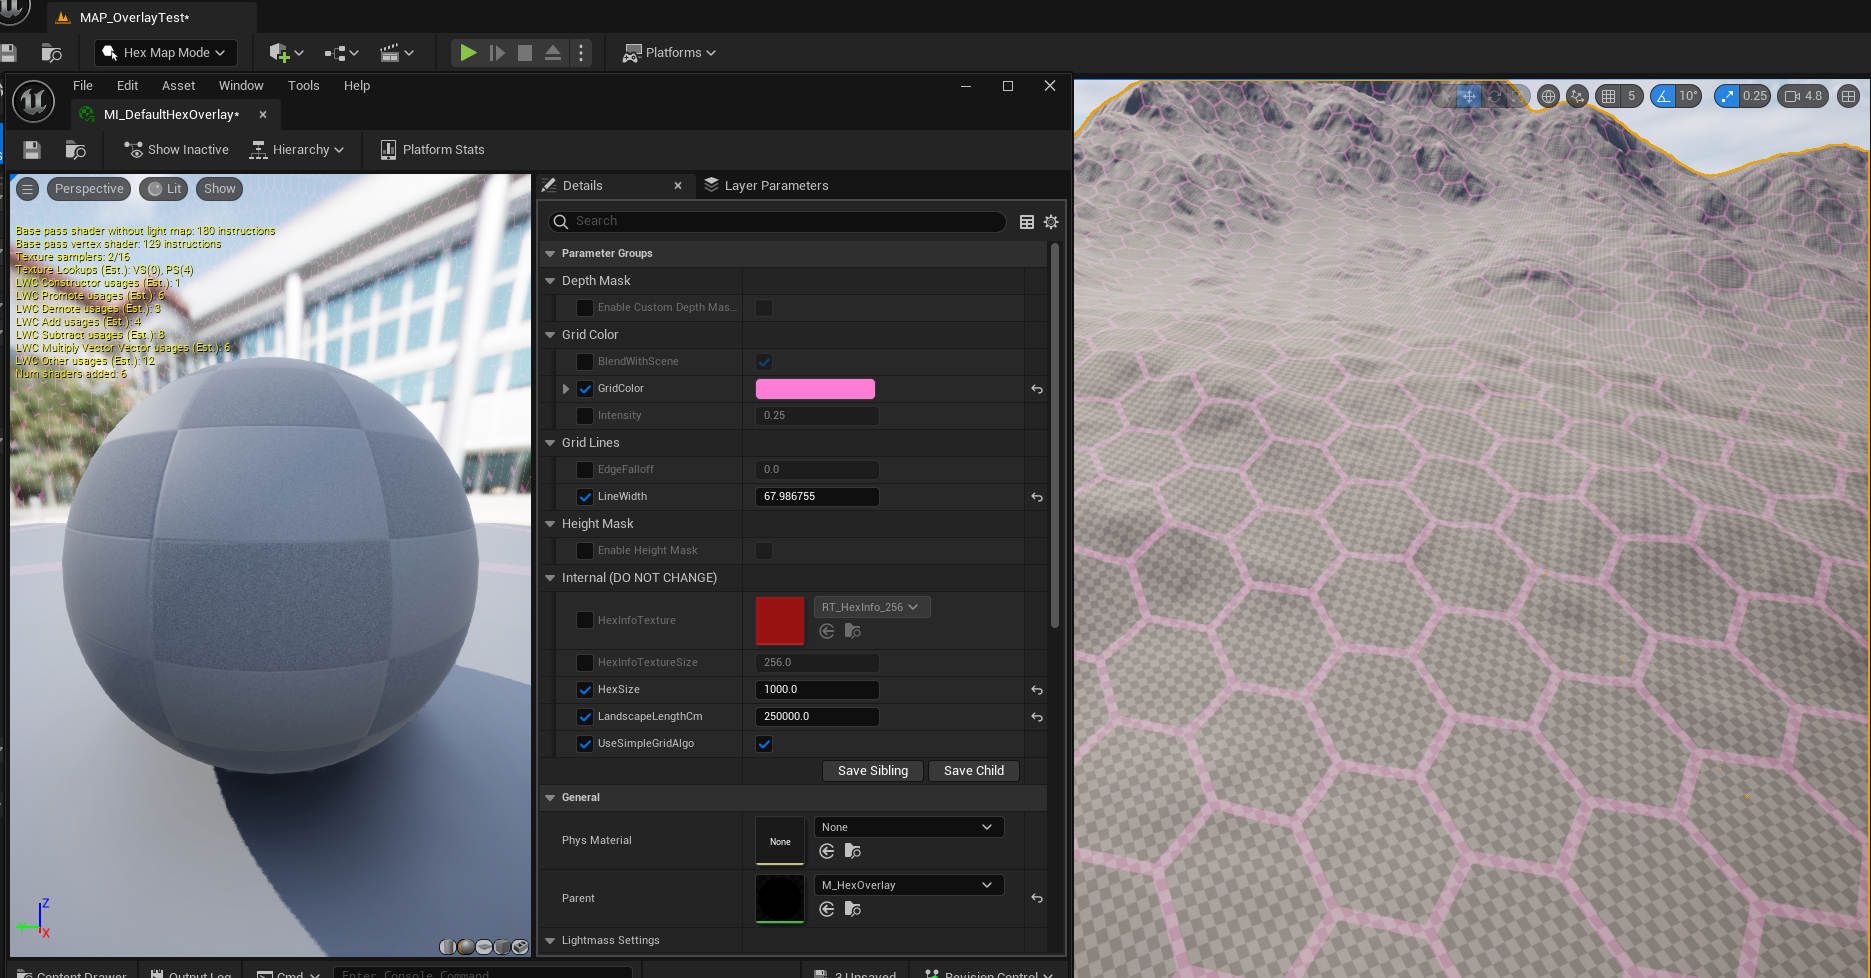 MAP_OverlayTest*
Hex Map Mode
Platforms
File Edit Asset Window Tools Help
MI_DefaultHexOverlay*
Show Inactive Hierarchy Platform Stats
5 10° 0.25 4.8
Perspective Lit Show
Base pass shader without light map: 180 instructions
Base pass vertex shader: 129 instructions
Texture samplers: 2/16
Texture Lookups (Est.): VS(0), PS(4)
LWC Constructor usages (Est.): 1
LWC Promote usages (Est.): 6
LWC Demote usages (Est.): 3
LWC Add usages (Est.): 4
LWC Subtract usages (Est.): 8
LWC Multiply Vector Vector usages (Est.): 6
LWC Other usages (Est.): 12
Num shaders added: 6
Z
X
Details Layer Parameters
Search
Parameter Groups
Depth Mask
Enable Custom Depth Mas...
Grid Color
BlendWithScene
GridColor
Intensity 0.25
Grid Lines
EdgeFalloff 0.0
LineWidth 67.986755
Height Mask
Enable Height Mask
Internal (DO NOT CHANGE)
HexInfoTexture RT_HexInfo_256
HexInfoTextureSize 256.0
HexSize 1000.0
LandscapeLengthCm 250000.0
UseSimpleGridAlgo
Save Sibling Save Child
General
Phys Material None None
Parent M_HexOverlay
Lightmass Settings
Content Drawer Output Log Cmd Enter Console Command 3 Unsaved Revision Control